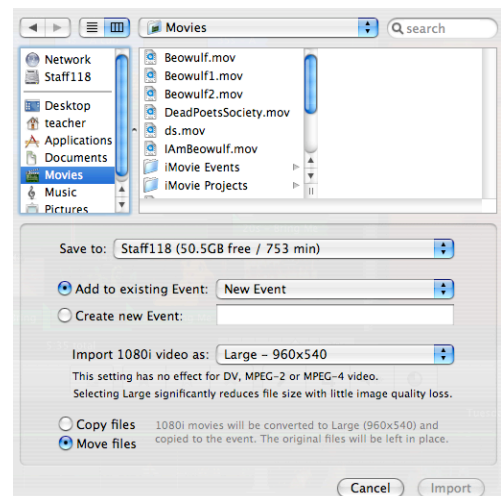 Movies
search
Network
Staff118
Desktop
teacher
Applications
Documents
Movies
Music
Pictures
Beowulf.mov
Beowulf1.mov
Beowulf2.mov
DeadPoetsSociety.mov
ds.mov
IAmBeowulf.mov
iMovie Events
iMovie Projects
Save to: Staff118 (50.5GB free / 753 min)
Add to existing Event: New Event
Create new Event:
Import 1080i video as: Large - 960x540
This setting has no effect for DV, MPEG-2 or MPEG-4 video.
Selecting Large significantly reduces file size with little image quality loss.
Copy files
Move files
1080i movies will be converted to Large (960x540) and
copied to the event. The original files will be left in place.
Cancel
Import